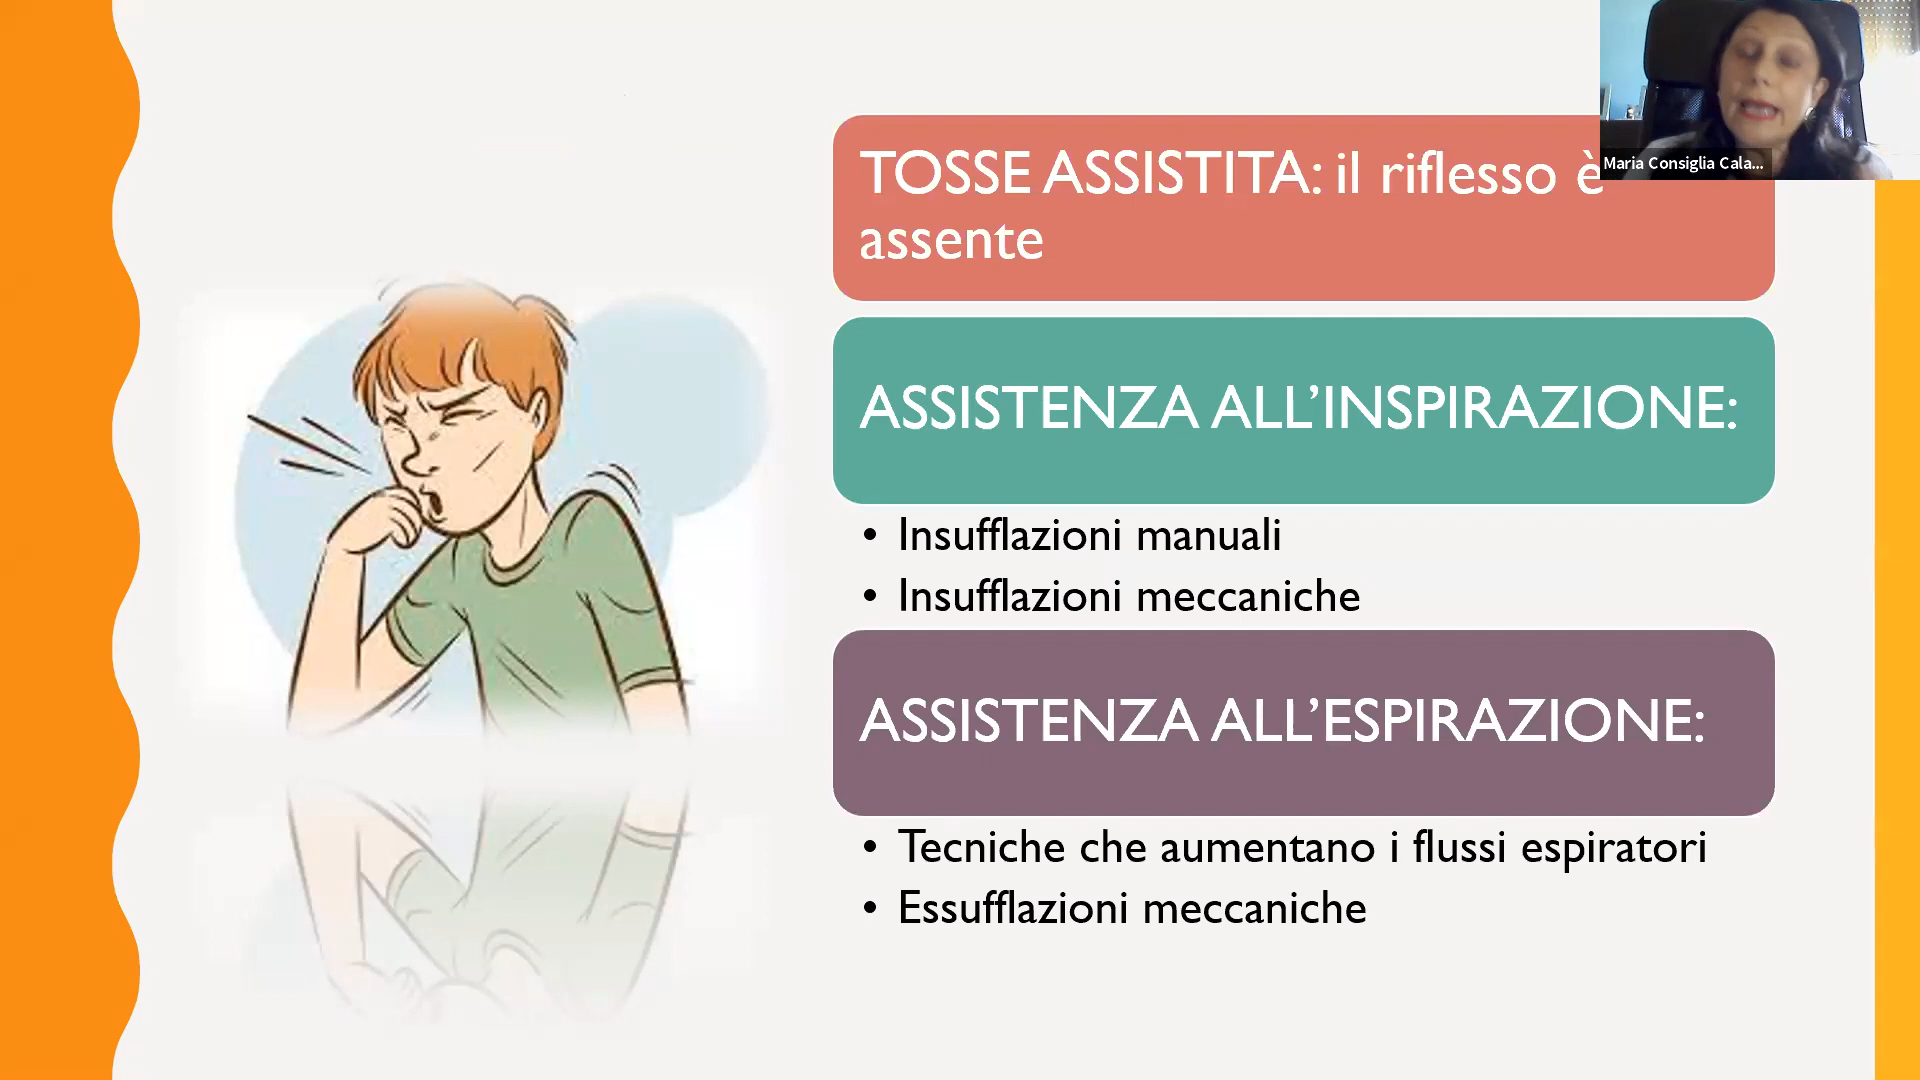 TOSSE ASSISTITA: il riflesso è
assente
Maria Consiglia Cala...
ASSISTENZA ALL’INSPIRAZIONE:
• Insufflazioni manuali
• Insufflazioni meccaniche
ASSISTENZA ALL’ESPIRAZIONE:
• Tecniche che aumentano i flussi espiratori
• Essufflazioni meccaniche